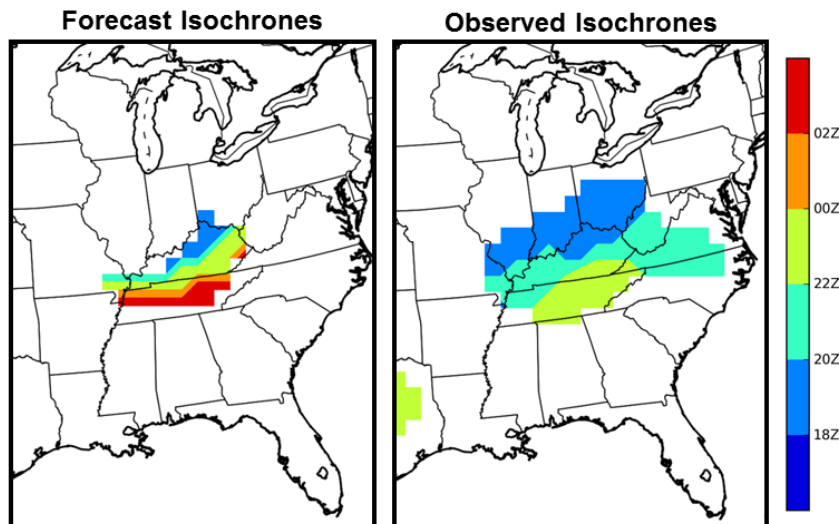 Forecast Isochrones
Observed Isochrones
02Z
00Z
22Z
20Z
18Z